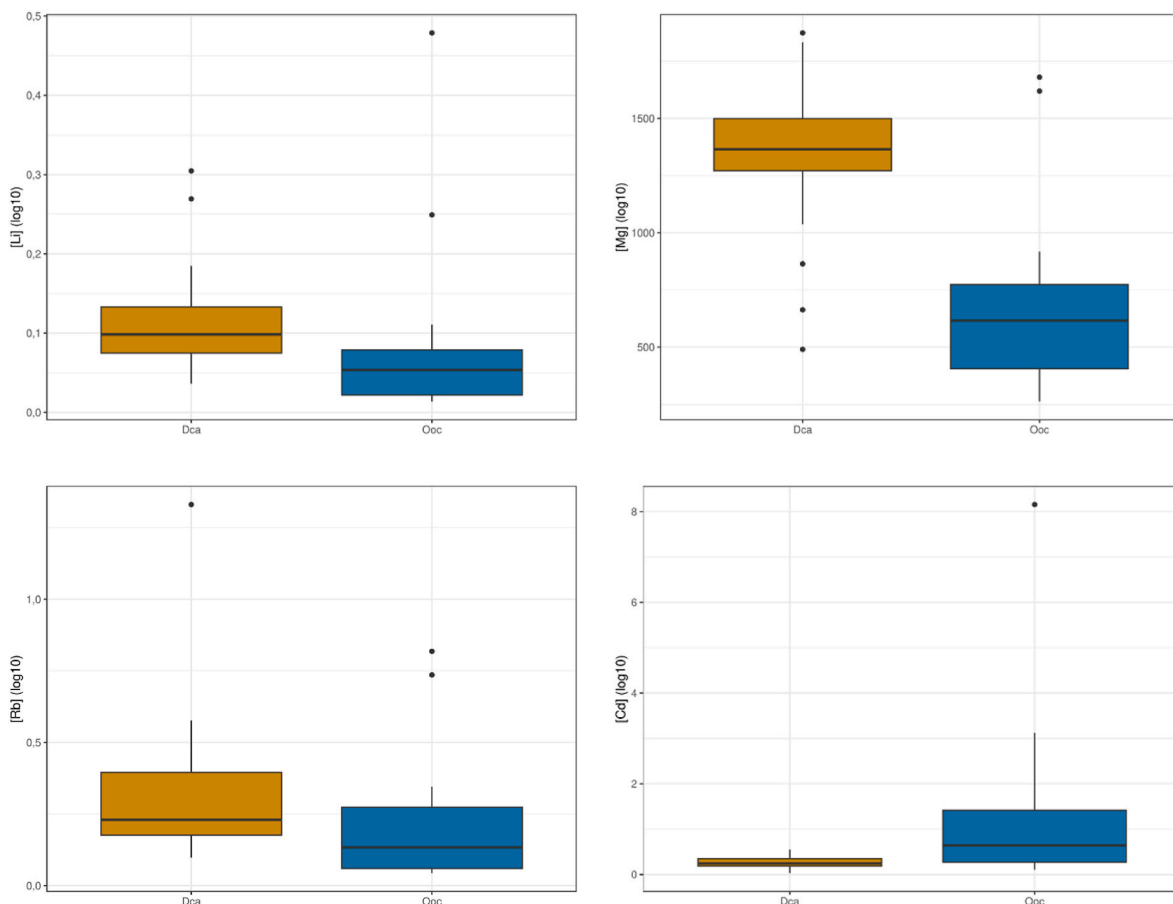 [Li] (log10)
0,5
0,4
0,3
0,2
0,1
0,0
Dca Ooc
[Mg] (log10)
1500
1000
500
Dca Ooc
[Rb] (log10)
1,0
0,5
0,0
Dca Ooc
[Cd] (log10)
8
6
4
2
0
Dca Ooc